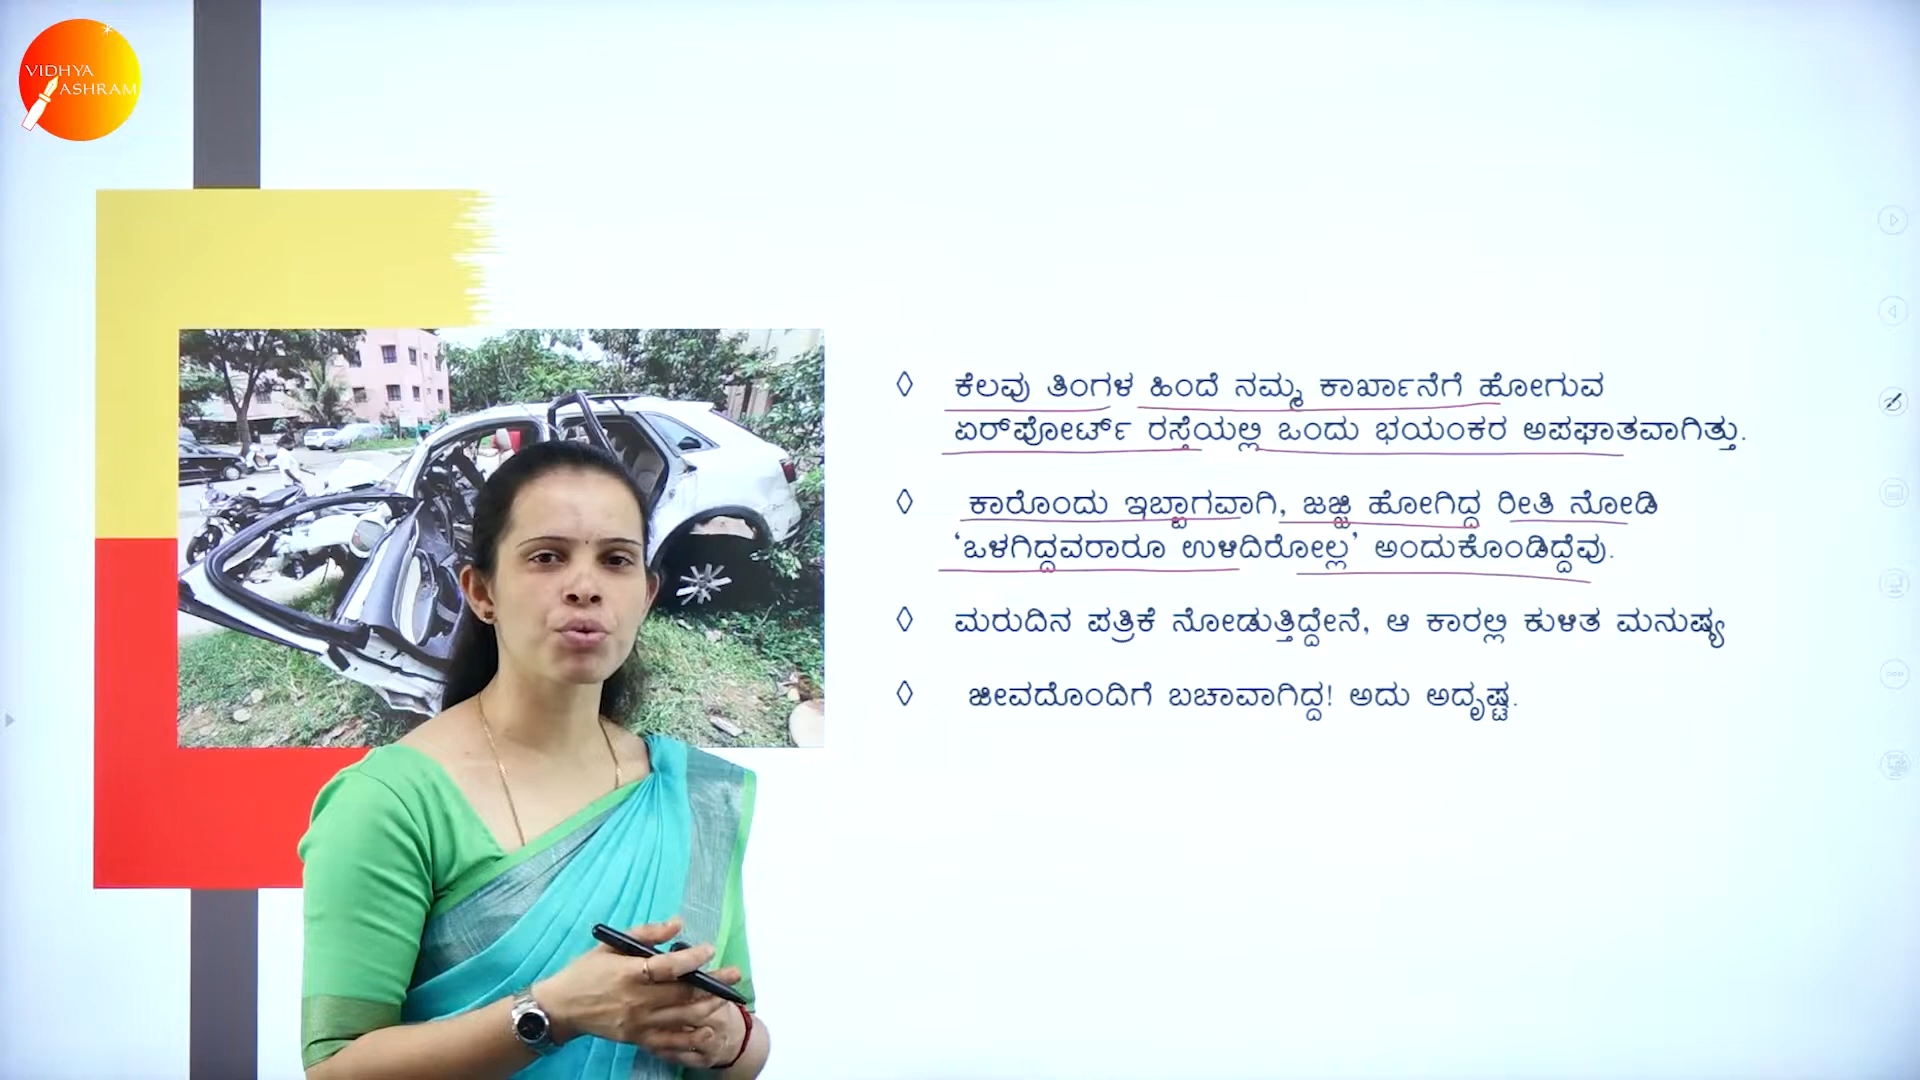 VIDHYA
ASHRAM
ಕೆಲವು ತಿಂಗಳ ಹಿಂದೆ ನಮ್ಮ ಕಾರ್ಖಾನೆಗೆ ಹೋಗುವ
ಏರ್‌ಪೋರ್ಟ್ ರಸ್ತೆಯಲ್ಲಿ ಒಂದು ಭಯಂಕರ ಅಪಘಾತವಾಗಿತ್ತು.
ಕಾರೊಂದು ಇಬ್ಭಾಗವಾಗಿ, ಜಜ್ಜಿ ಹೋಗಿದ್ದ ರೀತಿ ನೋಡಿ
‘ಒಳಗಿದ್ದವರಾರೂ ಉಳಿದಿರೋಲ್ಲ’ ಅಂದುಕೊಂಡಿದ್ದೆವು.
ಮರುದಿನ ಪತ್ರಿಕೆ ನೋಡುತ್ತಿದ್ದೇನೆ, ಆ ಕಾರಲ್ಲಿ ಕುಳಿತ ಮನುಷ್ಯ
ಜೀವದೊಂದಿಗೆ ಬಚಾವಾಗಿದ್ದ! ಅದು ಅದೃಷ್ಟ.